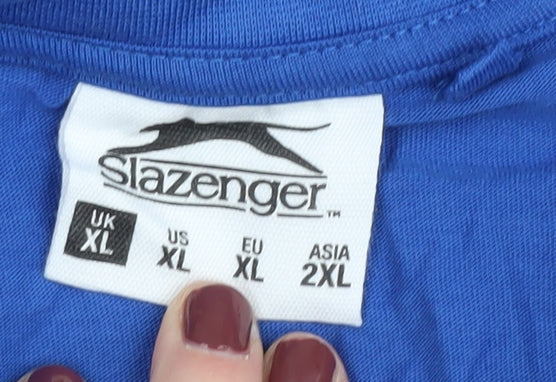 Slazenger™
UK US EU ASIA
XL XL XL 2XL